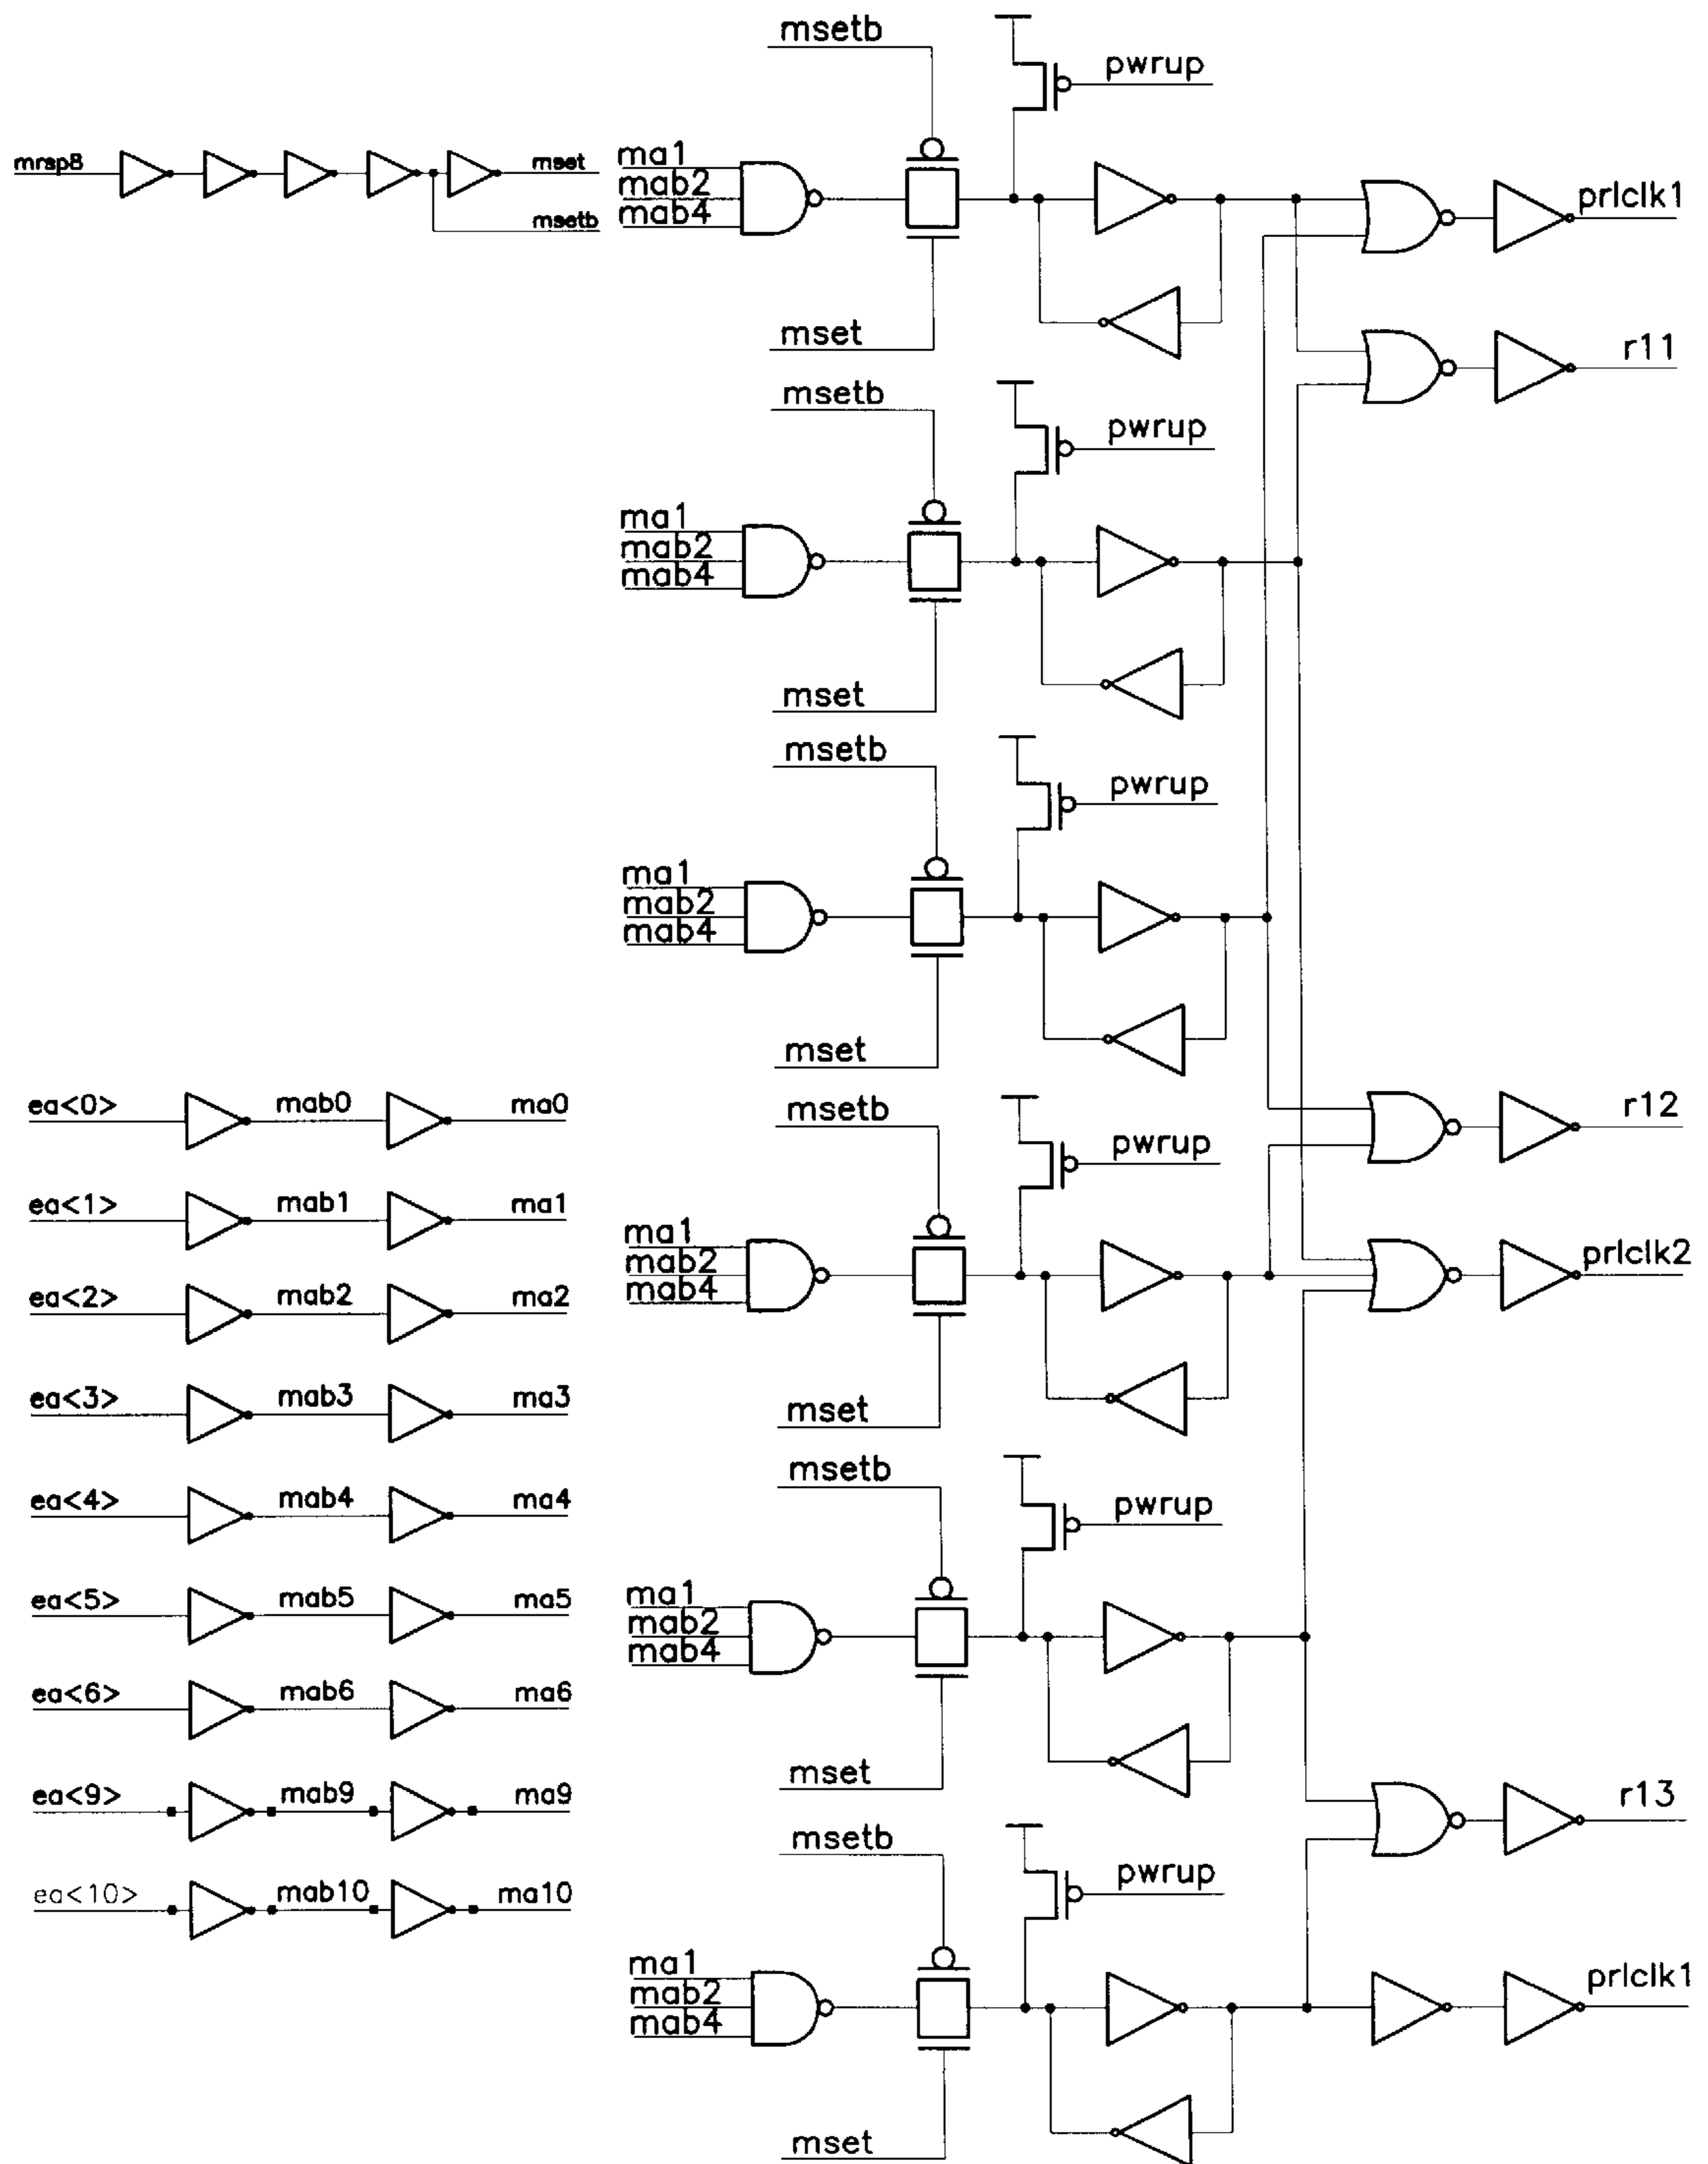 msetb
pwrup
mrsp8
mset
msetb
ma1
mab2
mab4
prlclk1
mset
r11
msetb
pwrup
ma1
mab2
mab4
mset
msetb
pwrup
ma1
mab2
mab4
mset
ea<0> mab0 ma0
msetb
pwrup
r12
ea<1> mab1 ma1
ma1
mab2
mab4
prlclk2
ea<2> mab2 ma2
ea<3> mab3 ma3
mset
msetb
ea<4> mab4 ma4
pwrup
ea<5> mab5 ma5
ma1
mab2
mab4
ea<6> mab6 ma6
mset
ea<9> mab9 ma9
r13
msetb
pwrup
ea<10> mab10 ma10
ma1
mab2
mab4
prlclk1
mset